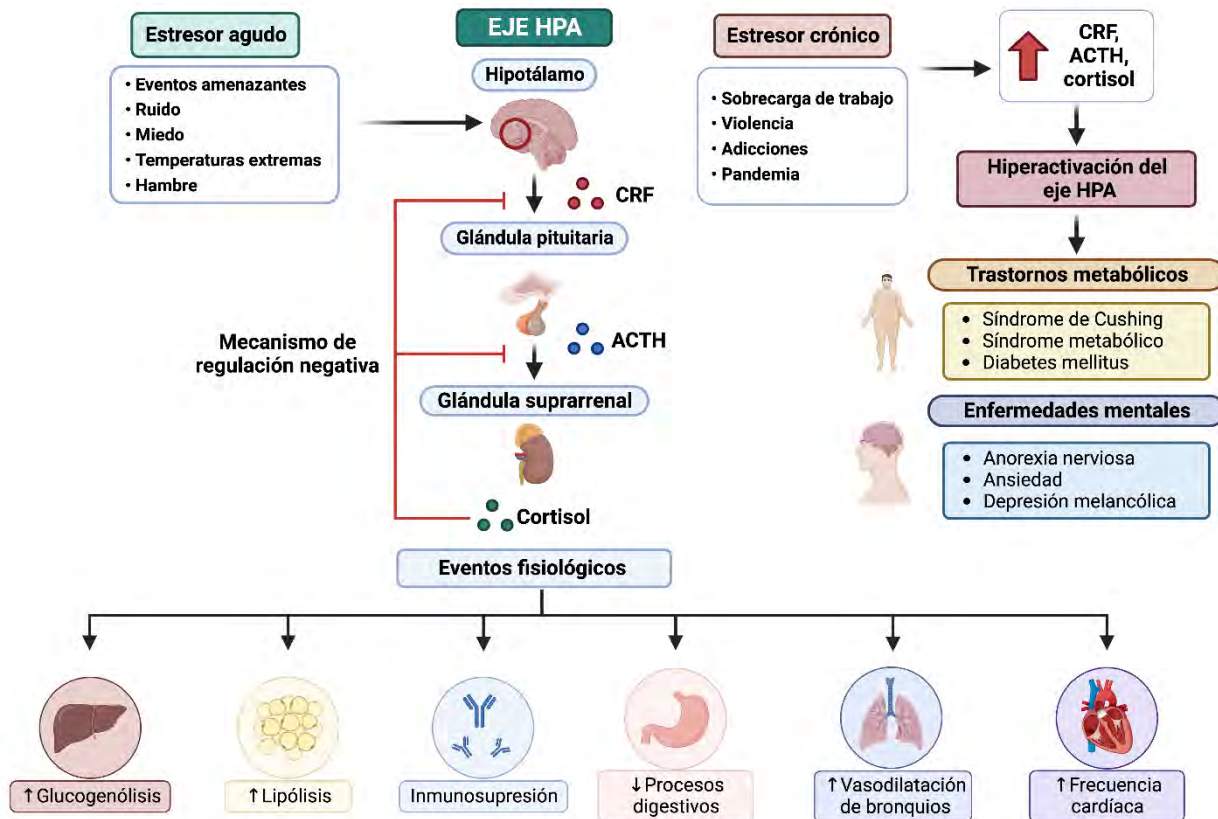 Estresor agudo
• Eventos amenazantes
• Ruido
• Miedo
• Temperaturas extremas
• Hambre
EJE HPA
Hipotálamo
CRF
Glándula pituitaria
ACTH
Mecanismo de
regulación negativa
Glándula suprarrenal
Cortisol
Estresor crónico
• Sobrecarga de trabajo
• Violencia
• Adicciones
• Pandemia
CRF,
ACTH,
cortisol
Hiperactivación del
eje HPA
Trastornos metabólicos
• Síndrome de Cushing
• Síndrome metabólico
• Diabetes mellitus
Enfermedades mentales
• Anorexia nerviosa
• Ansiedad
• Depresión melancólica
Eventos fisiológicos
↑Glucogenólisis
↑Lipólisis
Inmunosupresión
↓Procesos
digestivos
↑Vasodilatación
de bronquios
↑Frecuencia
cardíaca